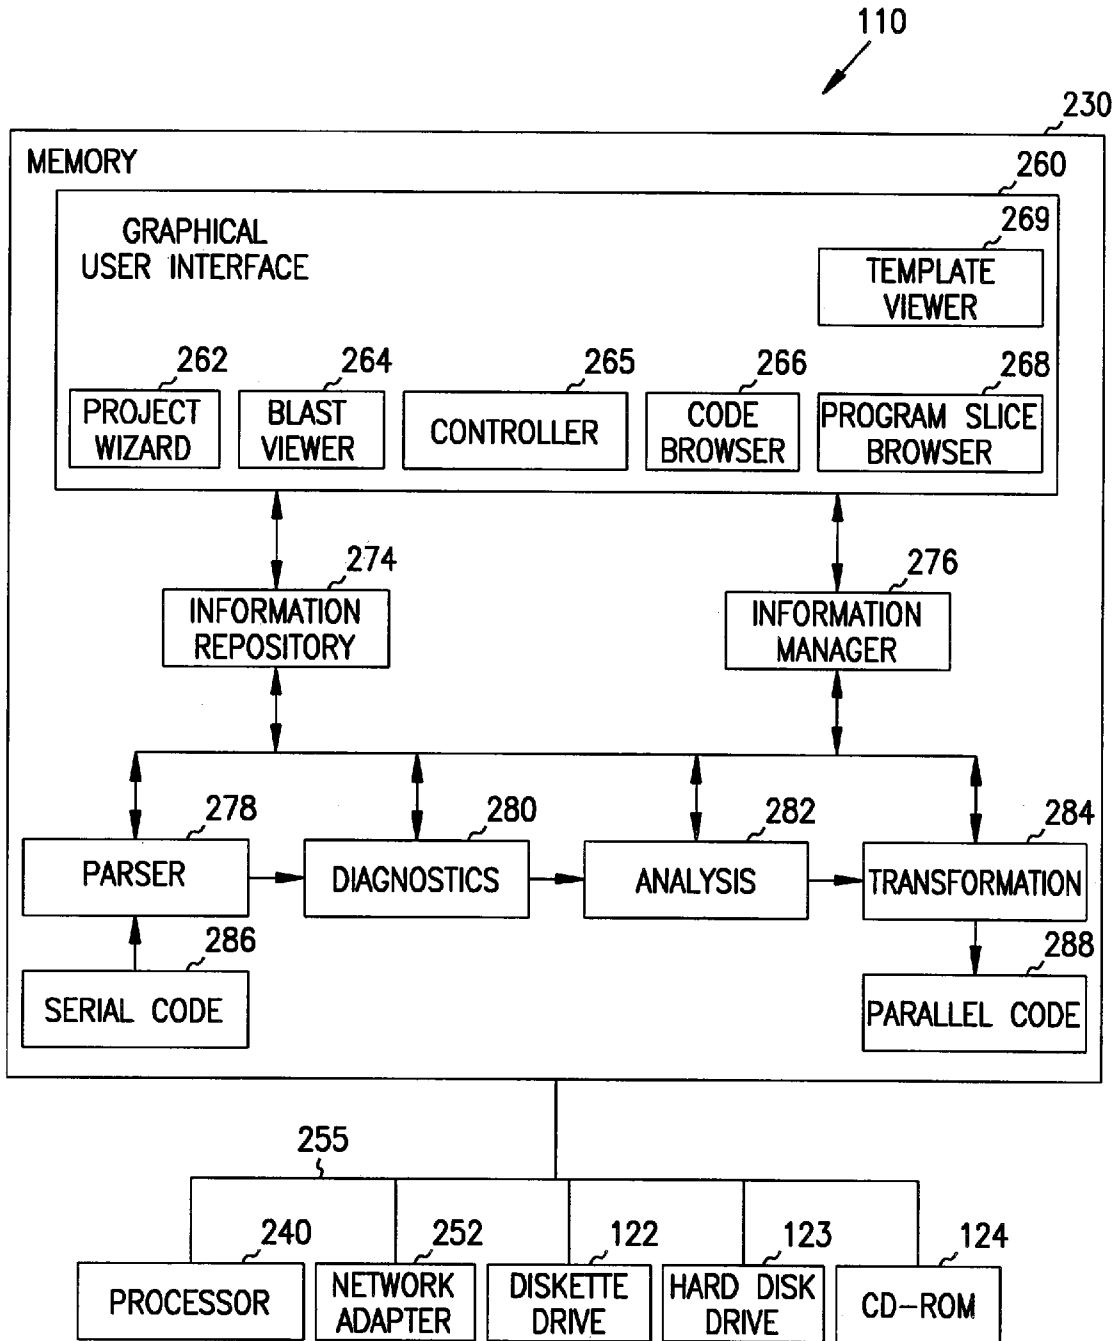 110
230
MEMORY
260
GRAPHICAL
USER INTERFACE
269
TEMPLATE
VIEWER
262
PROJECT
WIZARD
264
BLAST
VIEWER
265
CONTROLLER
266
CODE
BROWSER
268
PROGRAM SLICE
BROWSER
274
INFORMATION
REPOSITORY
276
INFORMATION
MANAGER
278
PARSER
280
DIAGNOSTICS
282
ANALYSIS
284
TRANSFORMATION
286
SERIAL CODE
288
PARALLEL CODE
255
240
PROCESSOR
252
NETWORK
ADAPTER
122
DISKETTE
DRIVE
123
HARD DISK
DRIVE
124
CD-ROM